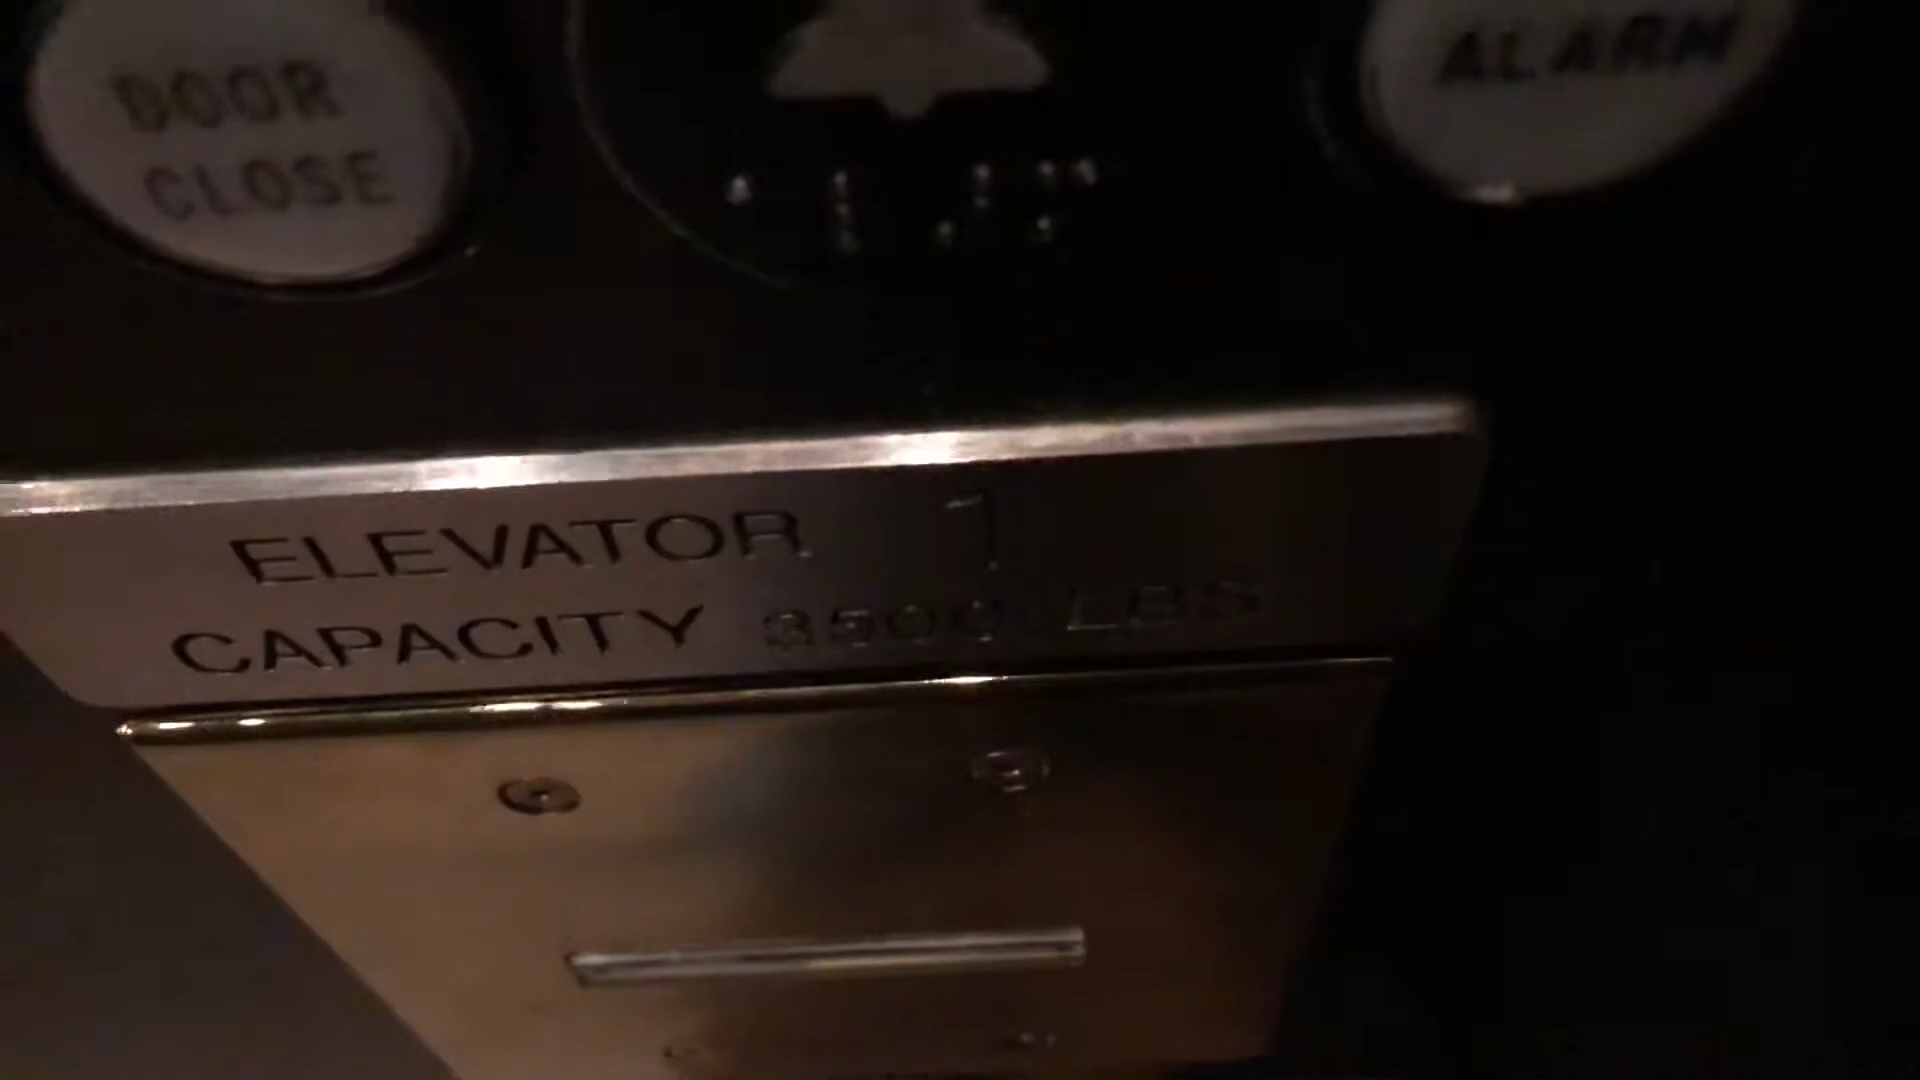 DOOR
CLOSE
ALARM
ELEVATOR 1
CAPACITY 3500 LBS